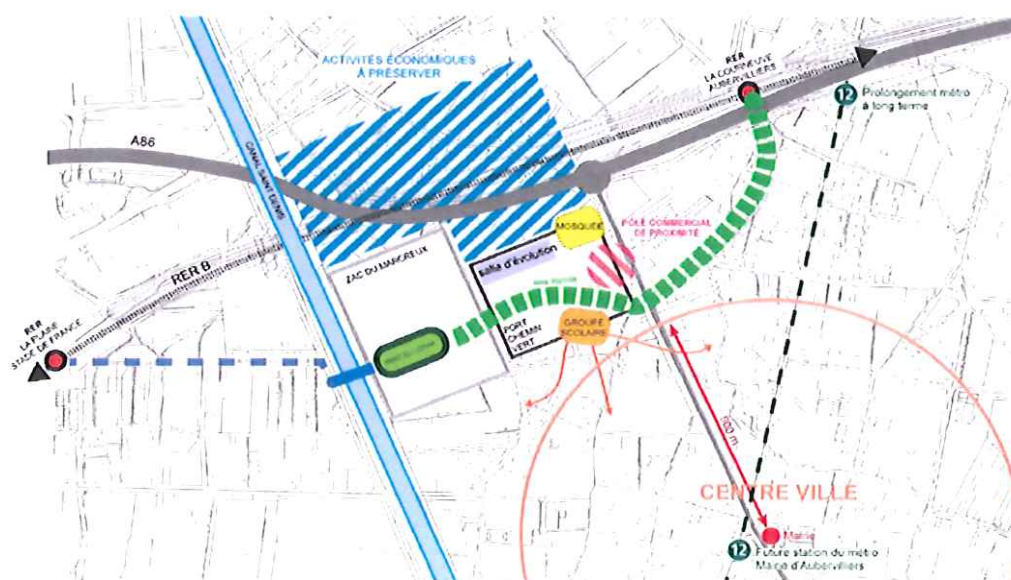 ACTIVITÉS ÉCONOMIQUES
À PRÉSERVER
RER
LA COURNEUVE
AUBERVILLIERS
12 Prolongement métro
à long terme
A86
CANAL SAINT DENIS
MOSQUÉE
PÔLE COMMERCIAL
DE PROXIMITÉ
RER B
ZAC DU MARCREUX
salle d'évolution
RER
LA PLAINE
STADE DE FRANCE
PORT
CHEMIN
VERT
GROUPE
SCOLAIRE
900 m
CENTRE VILLE
Mairie
12 Future station du métro
Mairie d'Aubervilliers